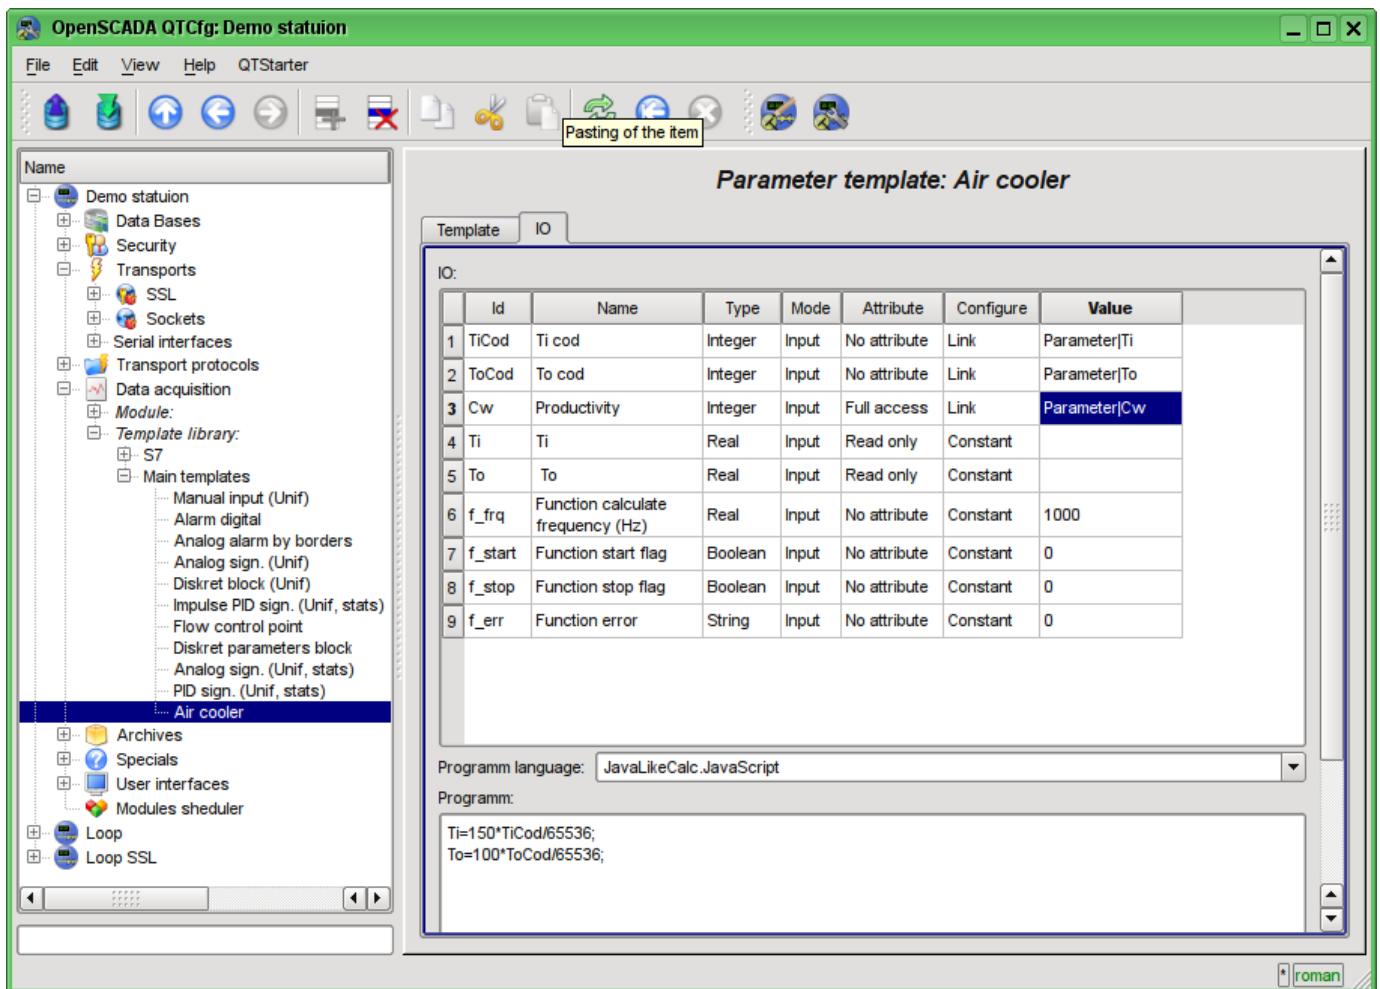 OpenSCADA QTCfg: Demo statuion
File Edit View Help QTStarter
Pasting of the item
Name
Demo statuion
Data Bases
Security
Transports
SSL
Sockets
Serial interfaces
Transport protocols
Data acquisition
Module:
Template library:
S7
Main templates
Manual input (Unif)
Alarm digital
Analog alarm by borders
Analog sign. (Unif)
Diskret block (Unif)
Impulse PID sign. (Unif, stats)
Flow control point
Diskret parameters block
Analog sign. (Unif, stats)
PID sign. (Unif, stats)
Air cooler
Archives
Specials
User interfaces
Modules sheduler
Loop
Loop SSL
Parameter template: Air cooler
Template IO
IO:
Id Name Type Mode Attribute Configure Value
1 TiCod Ti cod Integer Input No attribute Link Parameter|Ti
2 ToCod To cod Integer Input No attribute Link Parameter|To
3 Cw Productivity Integer Input Full access Link Parameter|Cw
4 Ti Ti Real Input Read only Constant
5 To To Real Input Read only Constant
6 f_frq Function calculate frequency (Hz) Real Input No attribute Constant 1000
7 f_start Function start flag Boolean Input No attribute Constant 0
8 f_stop Function stop flag Boolean Input No attribute Constant 0
9 f_err Function error String Input No attribute Constant 0
Programm language: JavaLikeCalc.JavaScript
Programm:
Ti=150*TiCod/65536;
To=100*ToCod/65536;
* roman